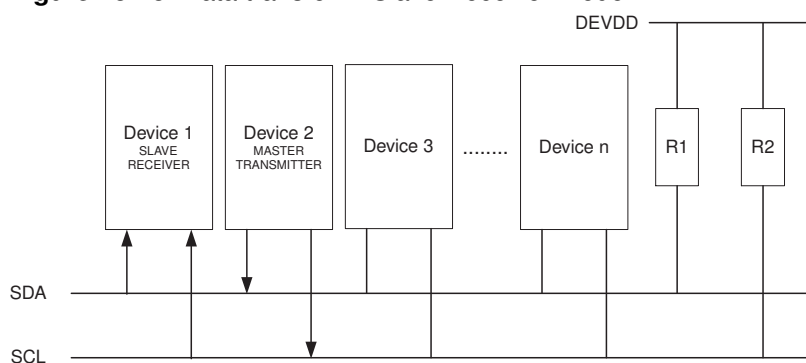 DEVDD
Device 1
SLAVE
RECEIVER
Device 2
MASTER
TRANSMITTER
Device 3
........
Device n
R1
R2
SDA
SCL